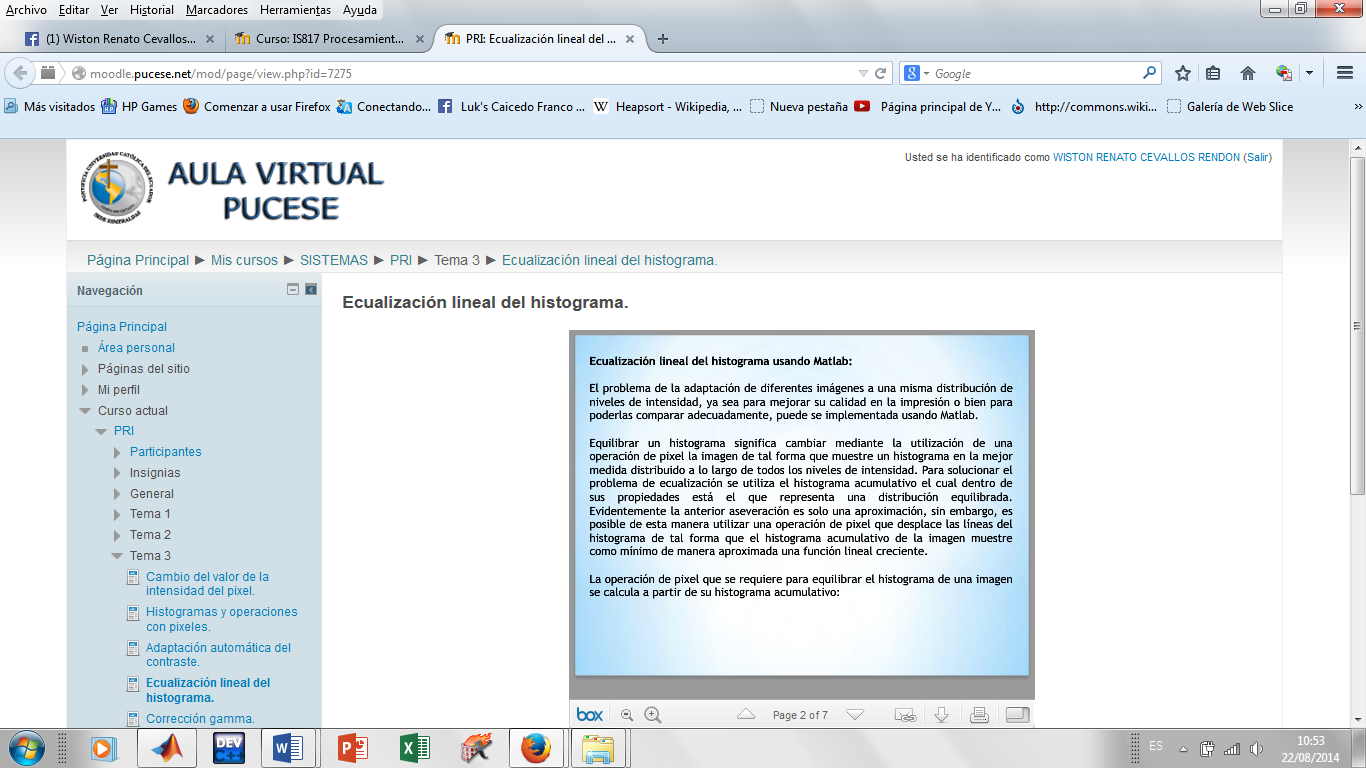 Archivo Editar Ver Historial Marcadores Herramientas Ayuda
(1) Wiston Renato Cevallos... Curso: IS817 Procesamient... PRI: Ecualización lineal del ...
moodle.pucese.net/mod/page/view.php?id=7275 Google
Más visitados HP Games Comenzar a usar Firefox Conectando... Luk's Caicedo Franco ... Heapsort - Wikipedia, ... Nueva pestaña Página principal de Y... http://commons.wiki... Galería de Web Slice
Usted se ha identificado como WISTON RENATO CEVALLOS RENDON (Salir)
AULA VIRTUAL
PUCESE
Página Principal ► Mis cursos ► SISTEMAS ► PRI ► Tema 3 ► Ecualización lineal del histograma.
Navegación
Página Principal
Área personal
Páginas del sitio
Mi perfil
Curso actual
PRI
Participantes
Insignias
General
Tema 1
Tema 2
Tema 3
Cambio del valor de la
intensidad del pixel.
Histogramas y operaciones
con pixeles.
Adaptación automática del
contraste.
Ecualización lineal del
histograma.
Corrección gamma.
Ecualización lineal del histograma.
Ecualización lineal del histograma usando Matlab:
El problema de la adaptación de diferentes imágenes a una misma distribución de
niveles de intensidad, ya sea para mejorar su calidad en la impresión o bien para
poderlas comparar adecuadamente, puede se implementada usando Matlab.
Equilibrar un histograma significa cambiar mediante la utilización de una
operación de pixel la imagen de tal forma que muestre un histograma en la mejor
medida distribuido a lo largo de todos los niveles de intensidad. Para solucionar el
problema de ecualización se utiliza el histograma acumulativo el cual dentro de
sus propiedades está el que representa una distribución equilibrada.
Evidentemente la anterior aseveración es solo una aproximación, sin embargo, es
posible de esta manera utilizar una operación de pixel que desplace las líneas del
histograma de tal forma que el histograma acumulativo de la imagen muestre
como mínimo de manera aproximada una función lineal creciente.
La operación de pixel que se requiere para equilibrar el histograma de una imagen
se calcula a partir de su histograma acumulativo:
box Page 2 of 7
DEV C++
ES 10:53
22/08/2014